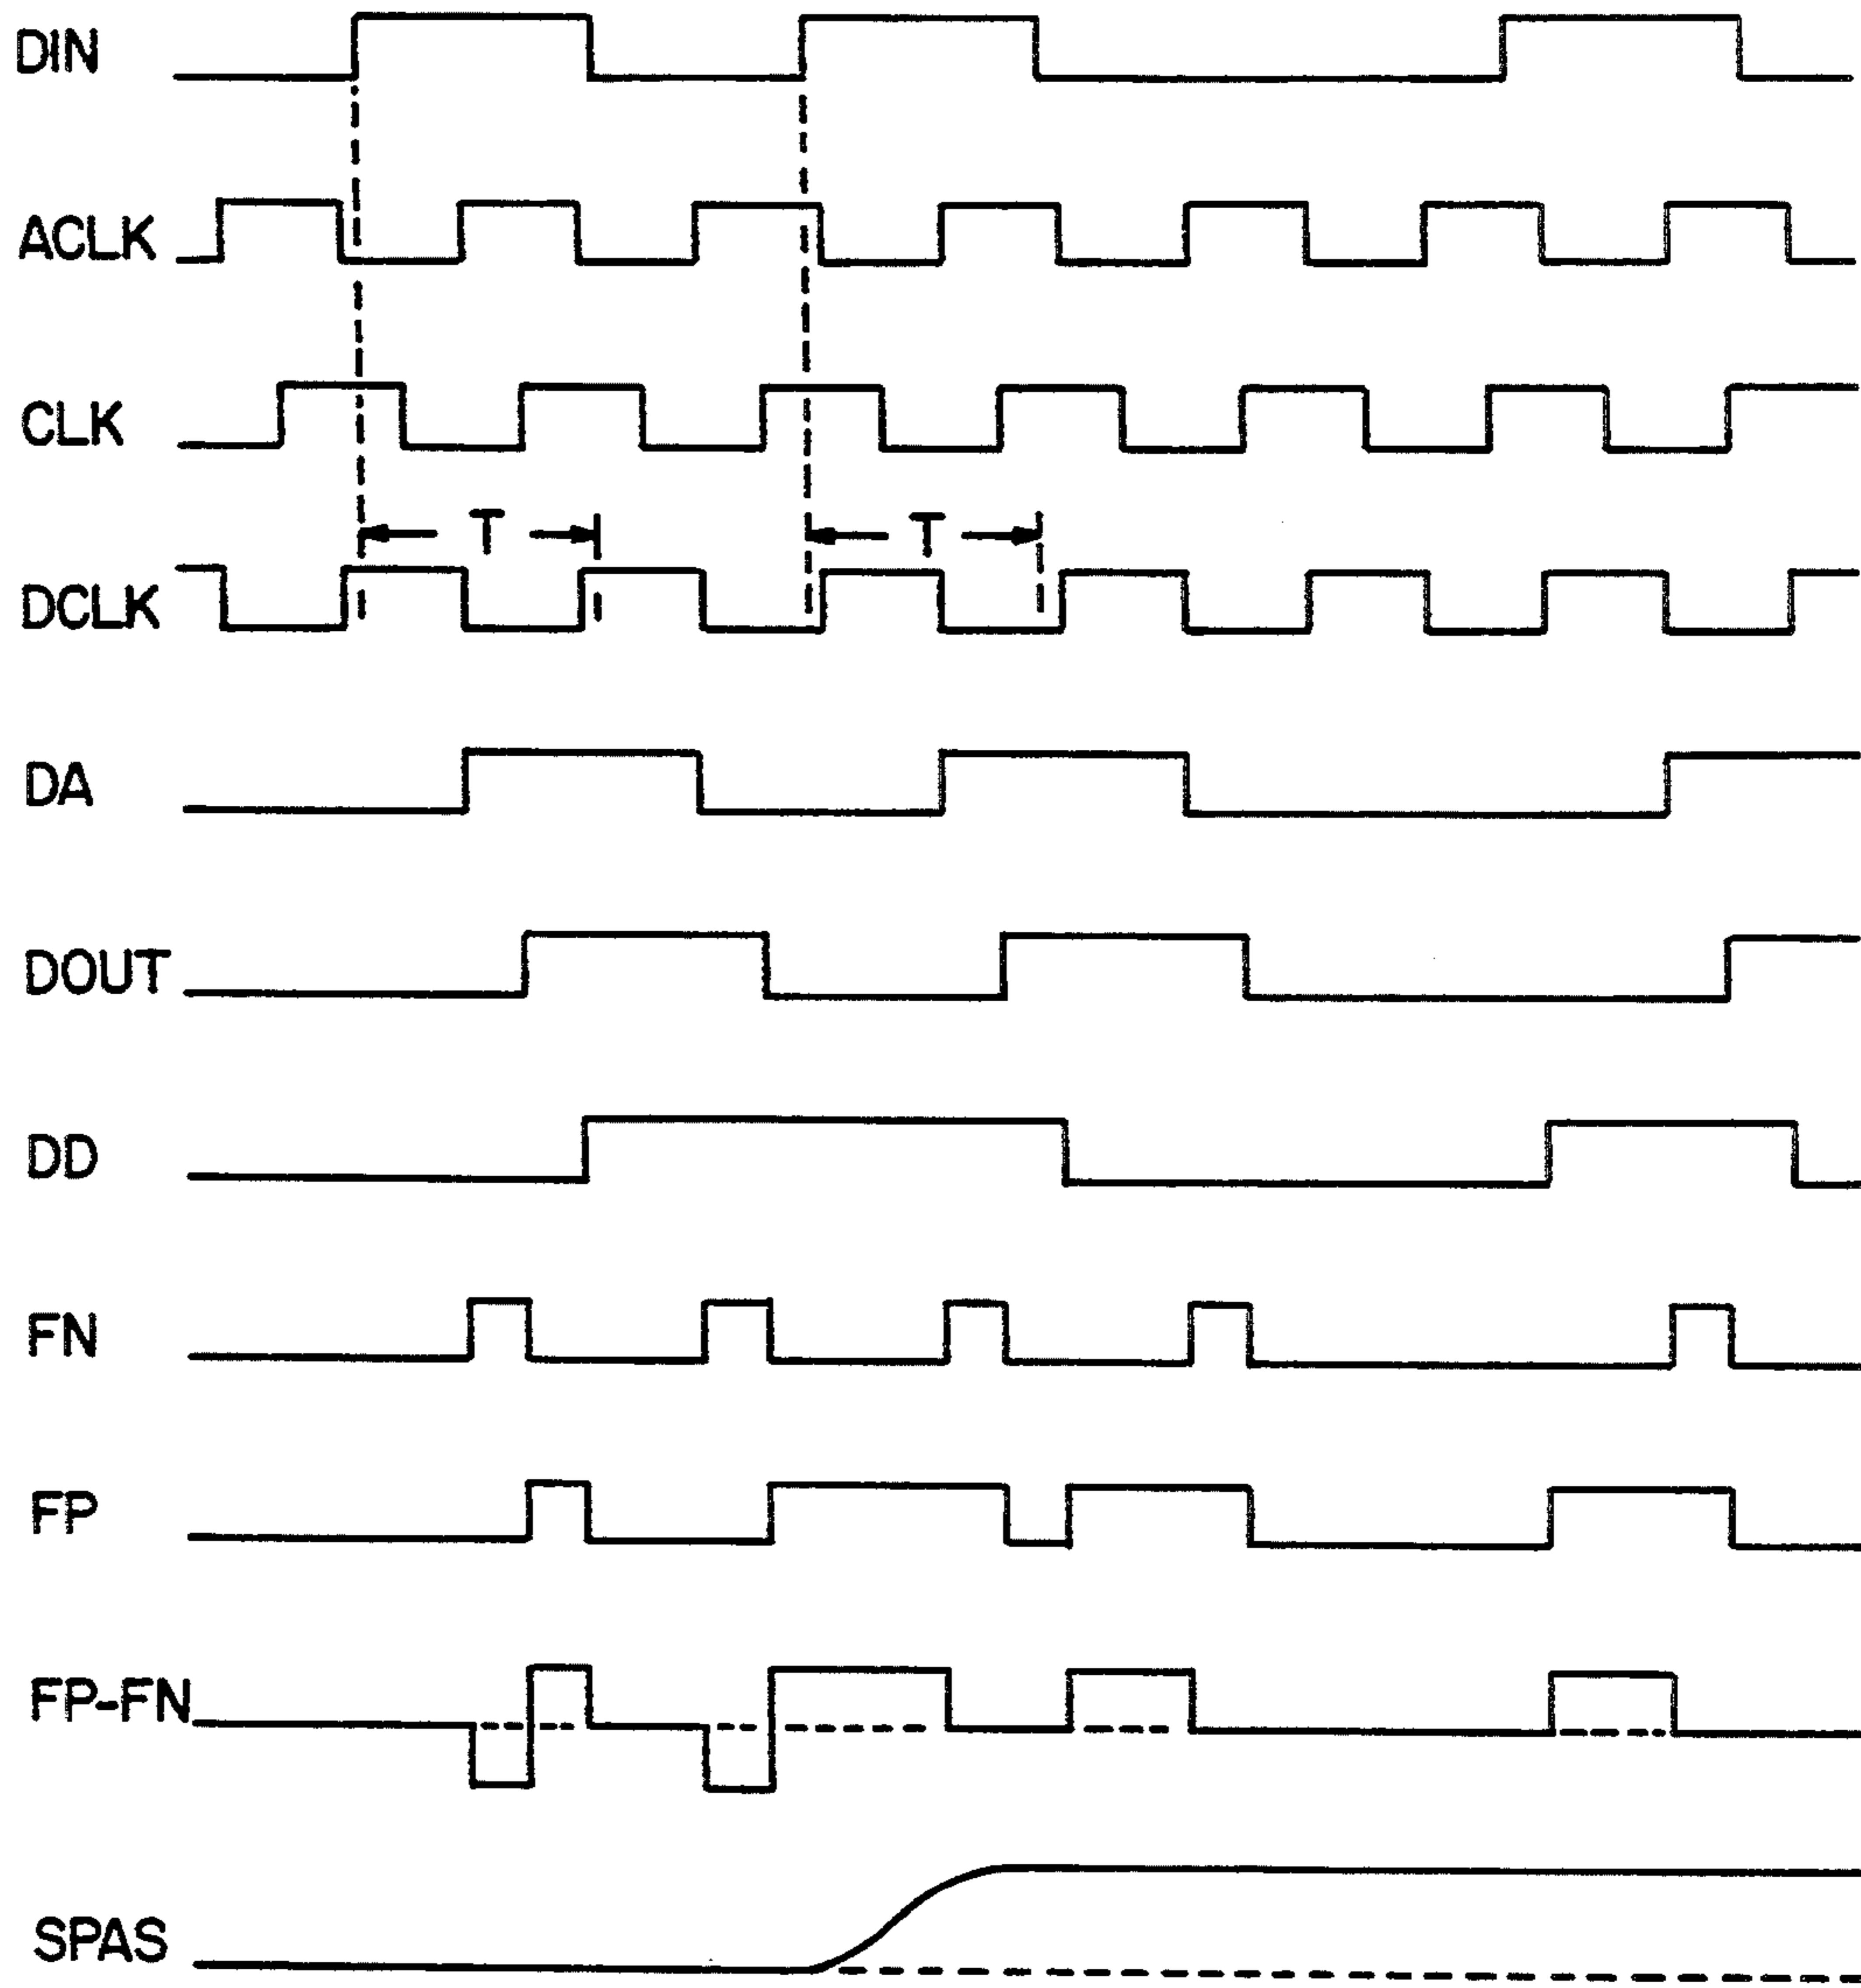 DIN
ACLK
CLK
T T
DCLK
DA
DOUT
DD
FN
FP
FP-FN
SPAS